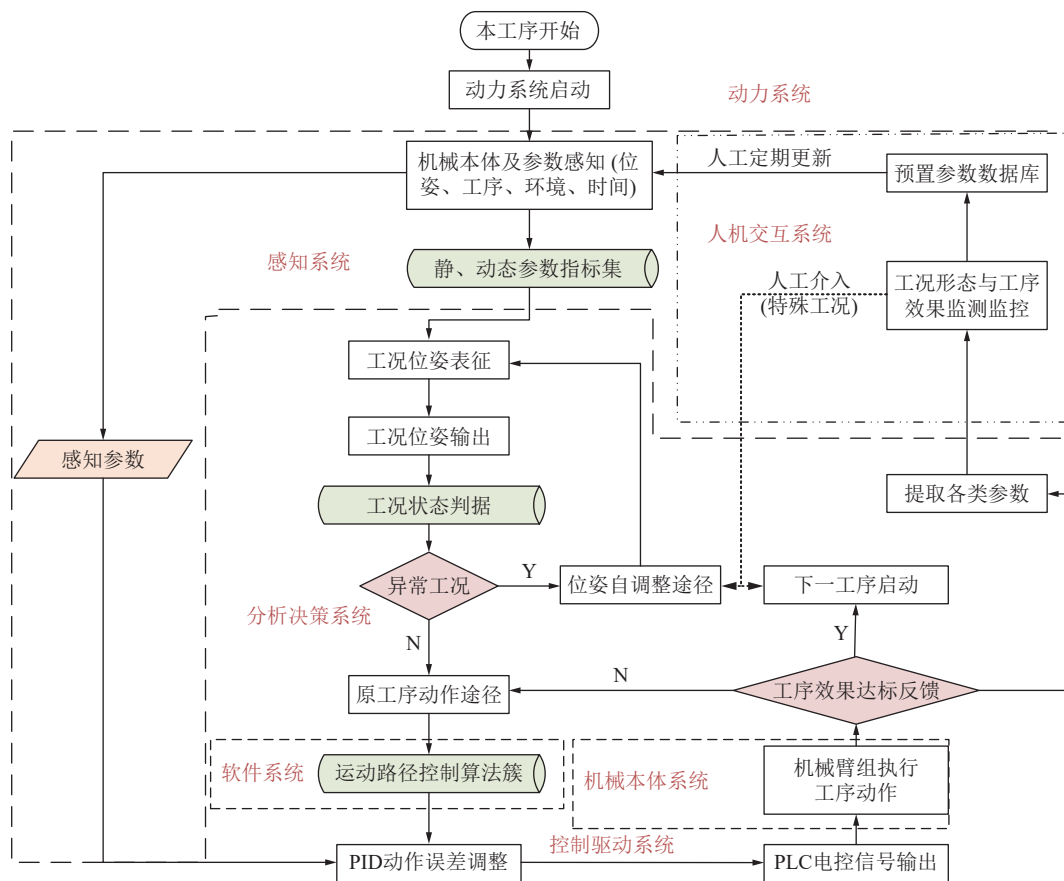 本工序开始
动力系统启动
动力系统
机械本体及参数感知 (位
姿、工序、环境、时间)
人工定期更新
预置参数数据库
人机交互系统
感知系统
静、动态参数指标集
人工介入
(特殊工况)
工况形态与工序
效果监测监控
工况位姿表征
工况位姿输出
感知参数
提取各类参数
工况状态判据
异常工况
Y
位姿自调整途径
下一工序启动
分析决策系统
N
Y
原工序动作途径
N
工序效果达标反馈
软件系统
运动路径控制算法簇
机械本体系统
机械臂组执行
工序动作
控制驱动系统
PID动作误差调整
PLC电控信号输出